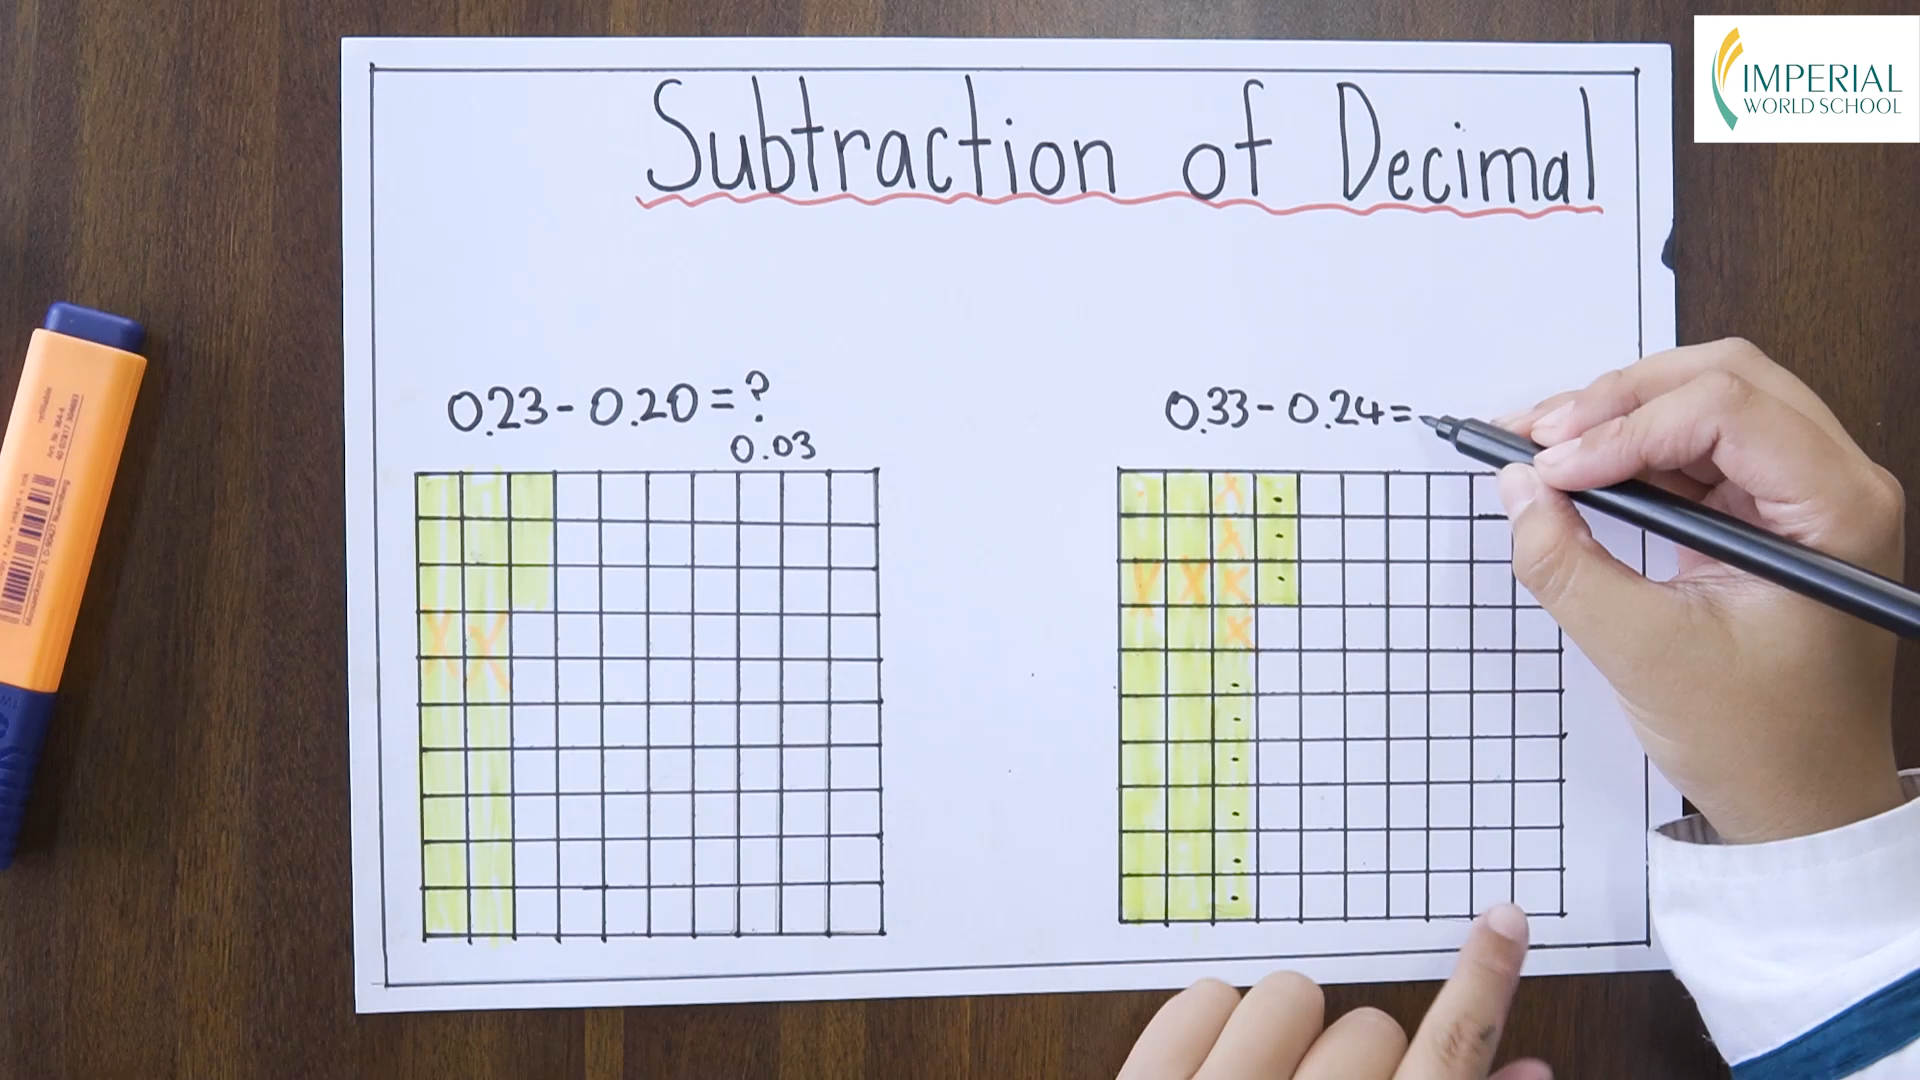 IMPERIAL
WORLD SCHOOL
Subtraction of Decimal
0.23 - 0.20 = ?
0.03
0.33 - 0.24 =